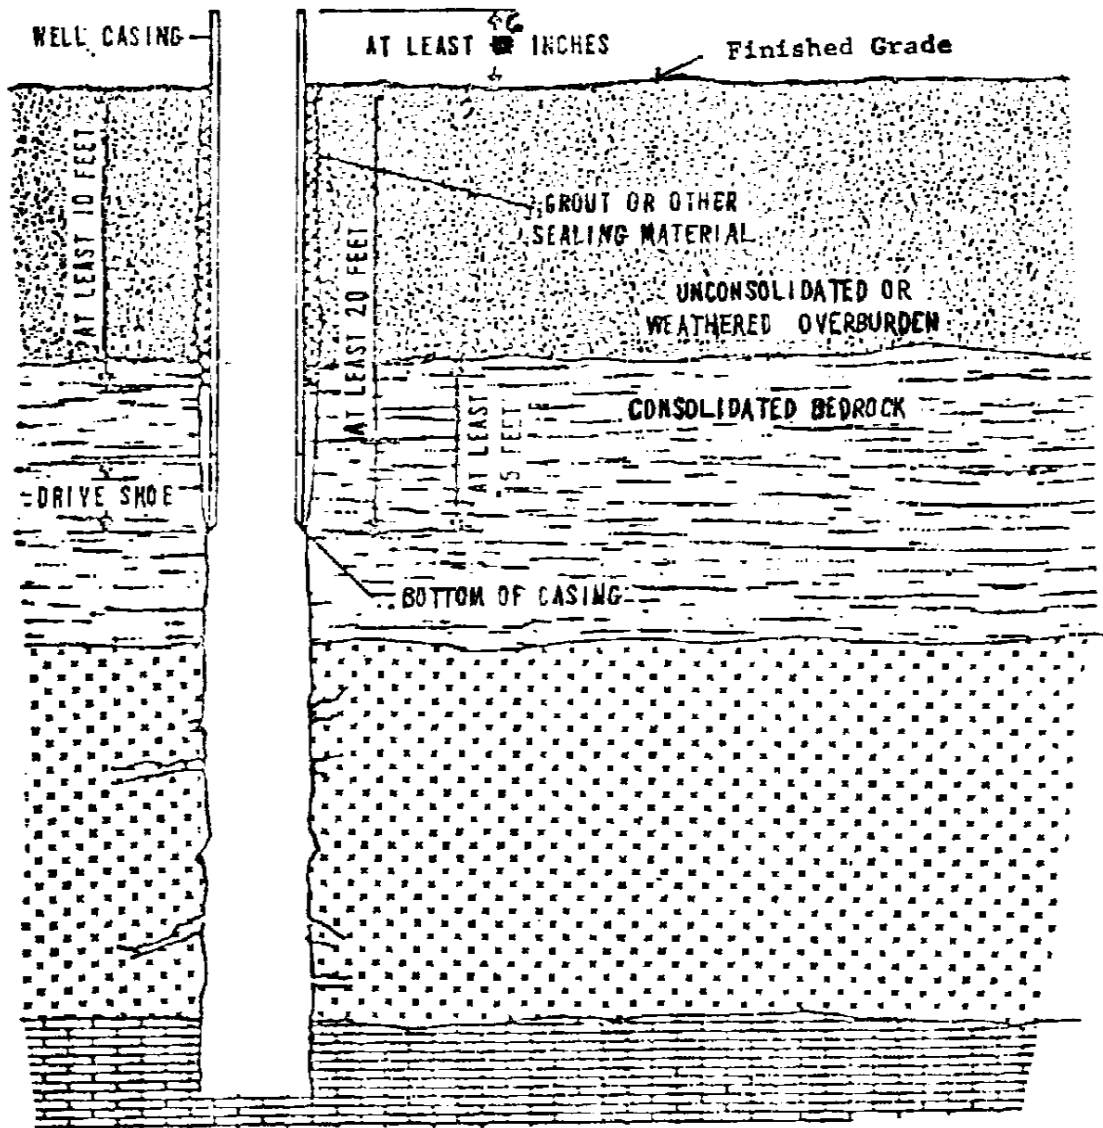 WELL CASING
AT LEAST 6 INCHES
Finished Grade
AT LEAST 10 FEET
AT LEAST 20 FEET
GROUT OR OTHER
SEALING MATERIAL
UNCONSOLIDATED OR
WEATHERED OVERBURDEN
CONSOLIDATED BEDROCK
AT LEAST
5 FEET
DRIVE SHOE
BOTTOM OF CASING